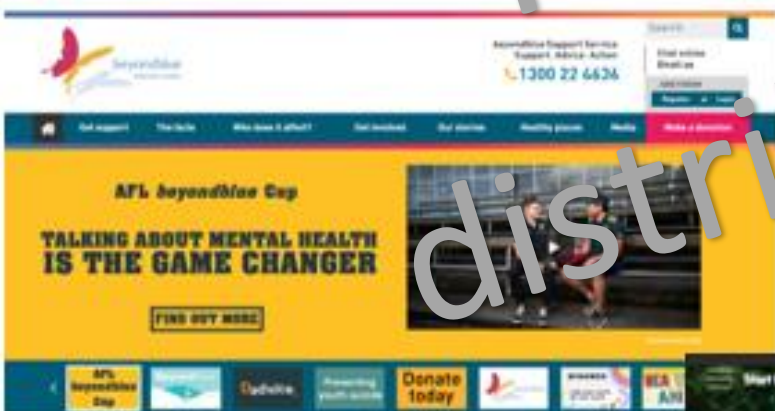 Search
beyondblue
beyondblue Support Service
Support. Advice. Action
1300 22 4636
Chat online
Email us
Get support
The facts
Who does it affect?
Get involved
Our stories
Healthy places
Media
Make a donation
AFL beyondblue Cup
TALKING ABOUT MENTAL HEALTH
IS THE GAME CHANGER
FIND OUT MORE
distri
AFL
beyondblue
Cup
Preventing
Donate
today
Start